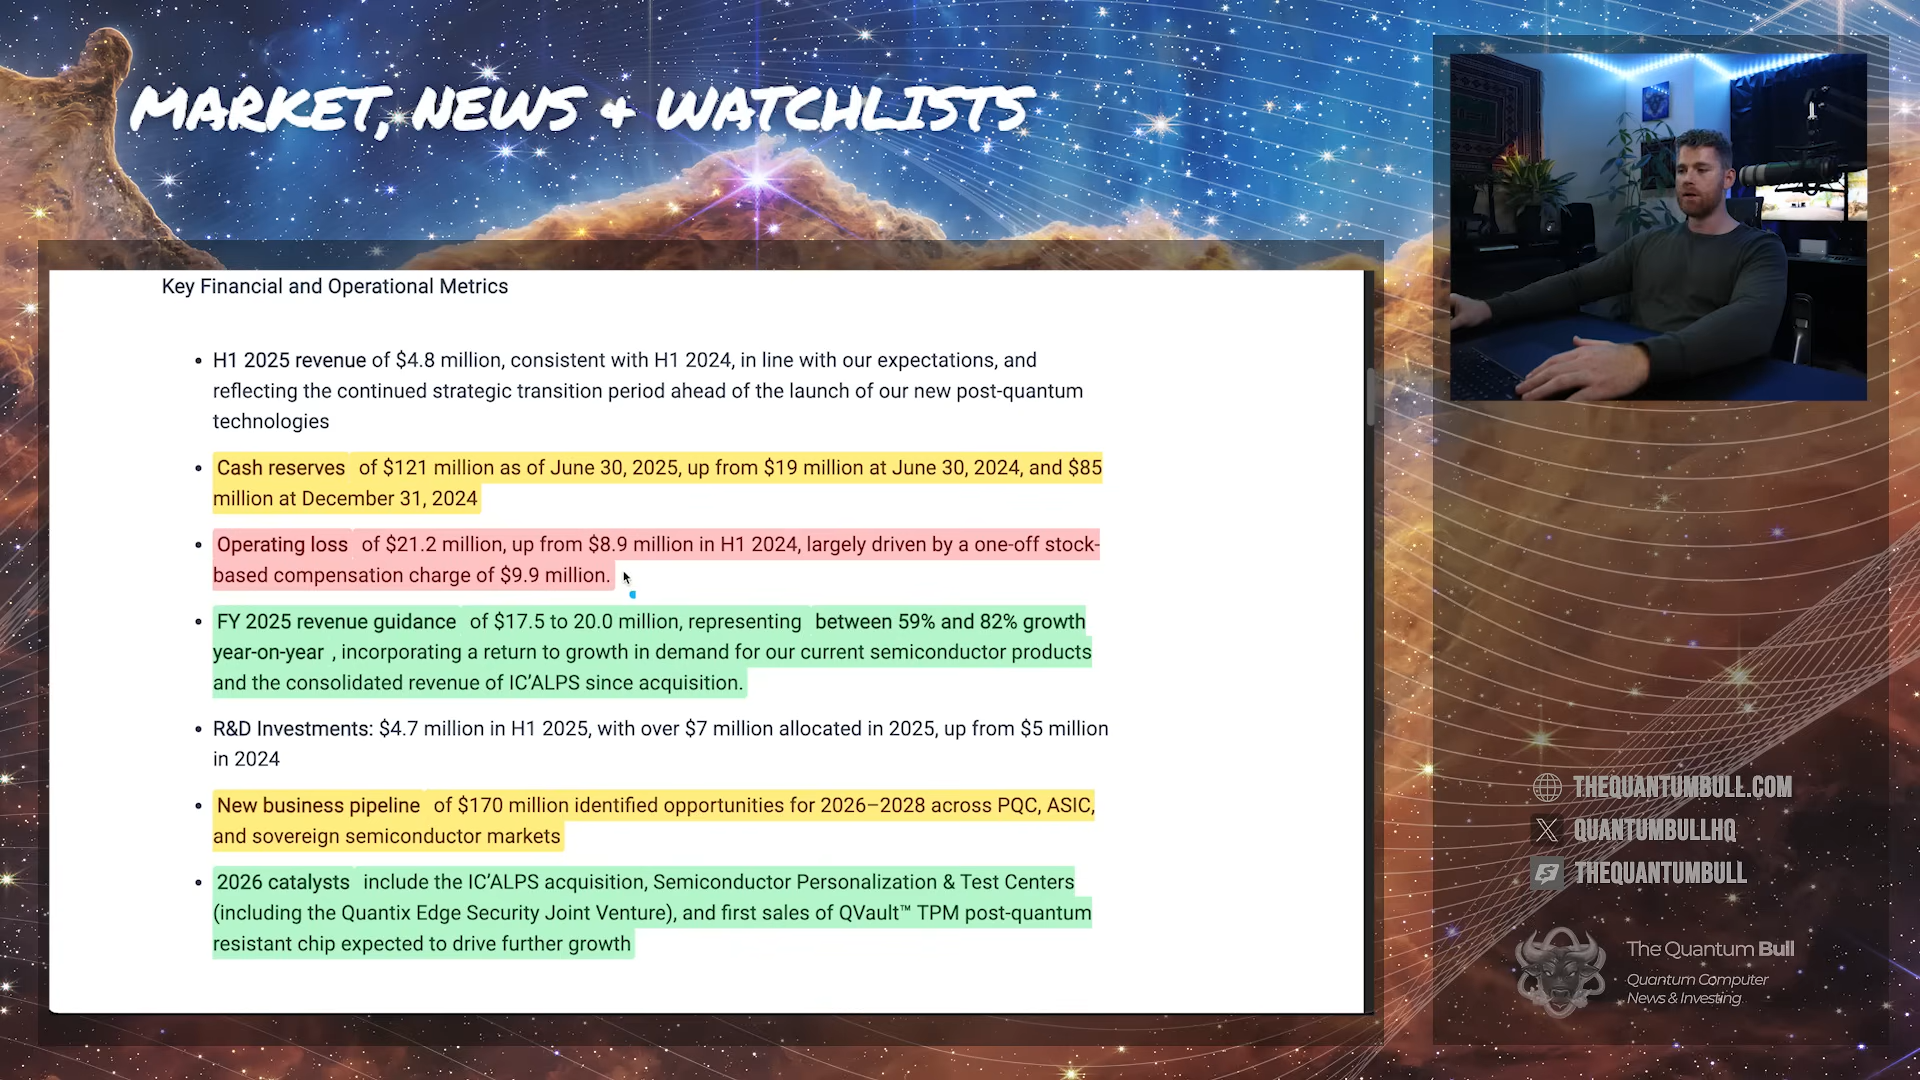 MARKET, NEWS & WATCHLISTS
Key Financial and Operational Metrics
• H1 2025 revenue of $4.8 million, consistent with H1 2024, in line with our expectations, and
reflecting the continued strategic transition period ahead of the launch of our new post-quantum
technologies
• Cash reserves of $121 million as of June 30, 2025, up from $19 million at June 30, 2024, and $85
million at December 31, 2024
• Operating loss of $21.2 million, up from $8.9 million in H1 2024, largely driven by a one-off stock-
based compensation charge of $9.9 million.
• FY 2025 revenue guidance of $17.5 to 20.0 million, representing between 59% and 82% growth
year-on-year , incorporating a return to growth in demand for our current semiconductor products
and the consolidated revenue of IC’ALPS since acquisition.
• R&D Investments: $4.7 million in H1 2025, with over $7 million allocated in 2025, up from $5 million
in 2024
• New business pipeline of $170 million identified opportunities for 2026–2028 across PQC, ASIC,
and sovereign semiconductor markets
• 2026 catalysts include the IC’ALPS acquisition, Semiconductor Personalization & Test Centers
(including the Quantix Edge Security Joint Venture), and first sales of QVault™ TPM post-quantum
resistant chip expected to drive further growth
THEQUANTUMBULL.COM
QUANTUMBULLHQ
THEQUANTUMBULL
The Quantum Bull
Quantum Computer
News & Investing